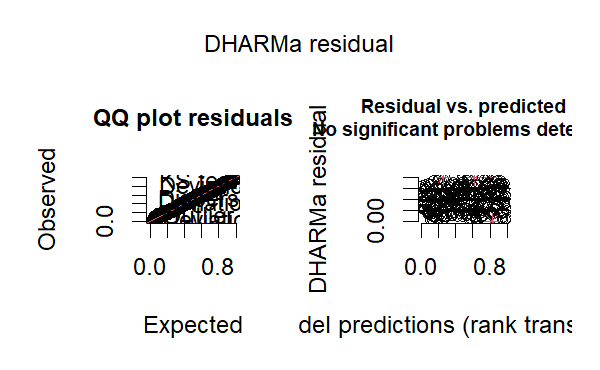 DHARMa residual
QQ plot residuals
Observed
0.0
0.0 0.8
Expected
Residual vs. predicted
o significant problems dete
DHARMa residual
0.00
0.0 0.8
del predictions (rank trans